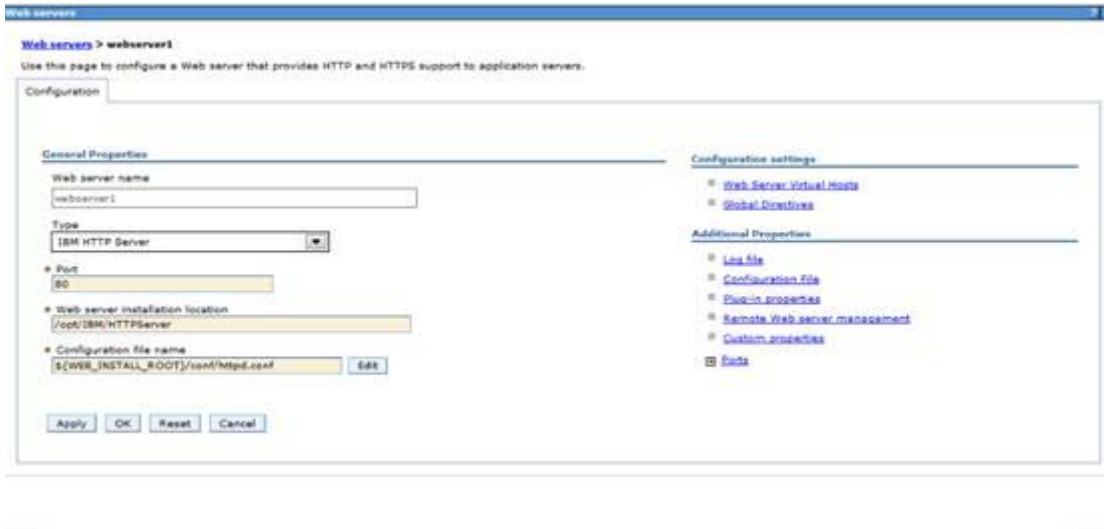 Web servers ?
Web servers > webserver1
Use this page to configure a Web server that provides HTTP and HTTPS support to application servers.
Configuration
General Properties
Web server name
webserver1
Type
IBM HTTP Server
* Port
80
* Web server installation location
/opt/IBM/HTTPServer
* Configuration file name
${WEB_INSTALL_ROOT}/conf/httpd.conf Edit
Apply OK Reset Cancel
Configuration settings
Web Server Virtual Hosts
Global Directives
Additional Properties
Log file
Configuration File
Plug-in properties
Remote Web server management
Custom properties
Ports